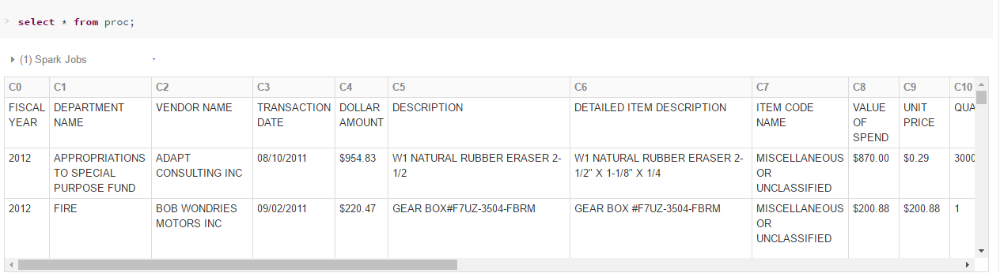 select * from proc;
(1) Spark Jobs
C0 C1 C2 C3 C4 C5 C6 C7 C8 C9 C10
FISCAL YEAR DEPARTMENT NAME VENDOR NAME TRANSACTION DATE DOLLAR AMOUNT DESCRIPTION DETAILED ITEM DESCRIPTION ITEM CODE NAME VALUE OF SPEND UNIT PRICE QUA
2012 APPROPRIATIONS TO SPECIAL PURPOSE FUND ADAPT CONSULTING INC 08/10/2011 $954.83 W1 NATURAL RUBBER ERASER 2-1/2 W1 NATURAL RUBBER ERASER 2-1/2" X 1-1/8" X 1/4 MISCELLANEOUS OR UNCLASSIFIED $870.00 $0.29 3000
2012 FIRE BOB WONDRIES MOTORS INC 09/02/2011 $220.47 GEAR BOX#F7UZ-3504-FBRM GEAR BOX #F7UZ-3504-FBRM MISCELLANEOUS OR UNCLASSIFIED $200.88 $200.88 1